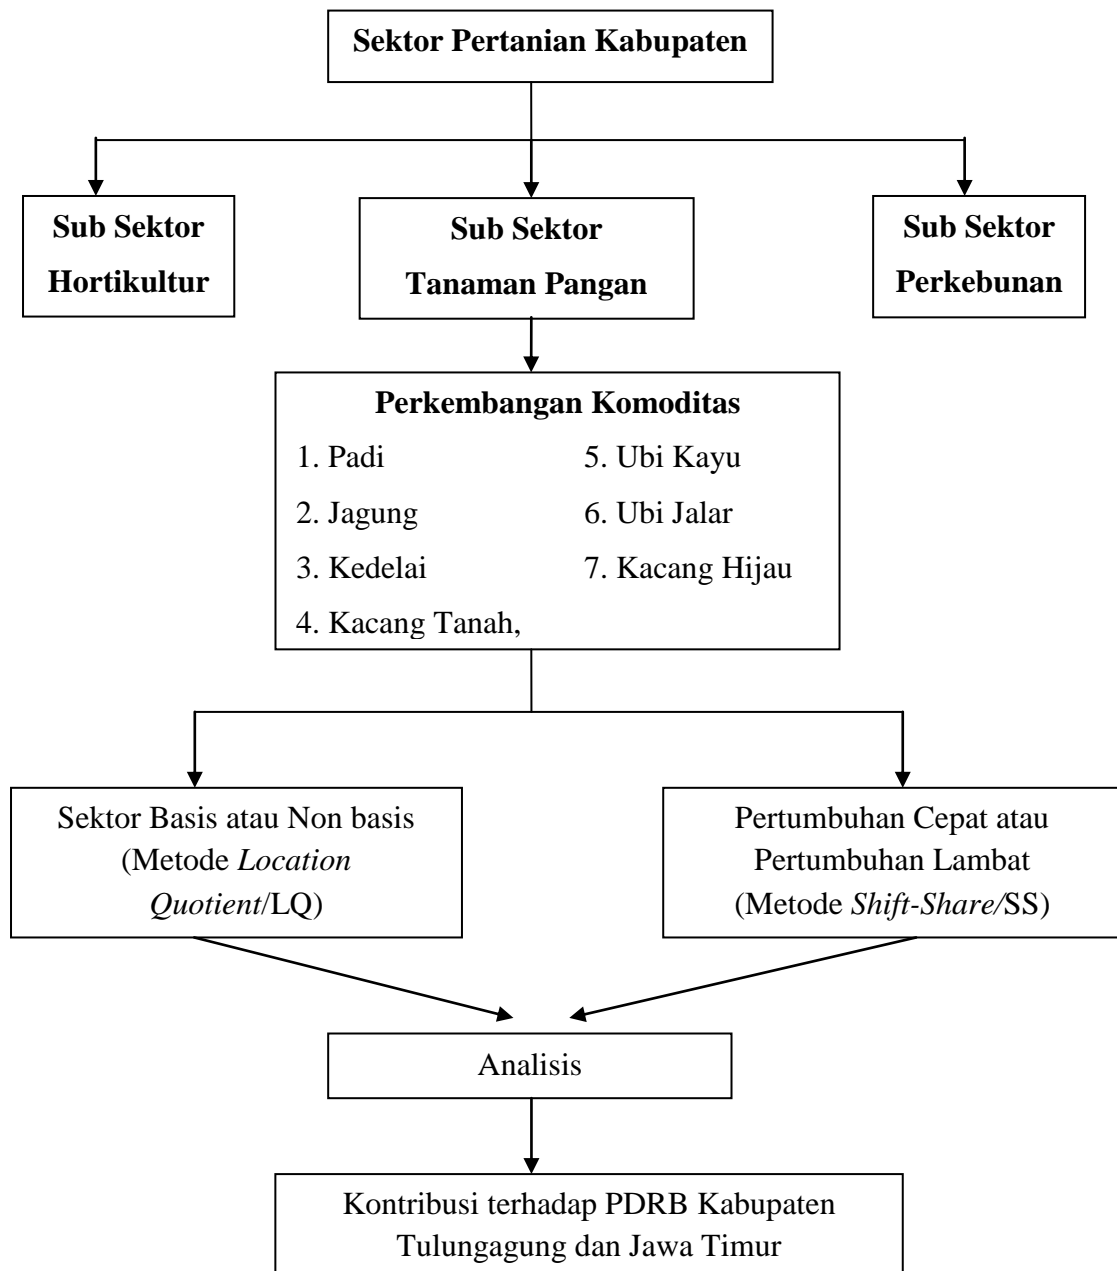 Sektor Pertanian Kabupaten
Sub Sektor
Hortikultur
Sub Sektor
Tanaman Pangan
Sub Sektor
Perkebunan
Perkembangan Komoditas
1. Padi
2. Jagung
3. Kedelai
4. Kacang Tanah,
5. Ubi Kayu
6. Ubi Jalar
7. Kacang Hijau
Sektor Basis atau Non basis
(Metode Location
Quotient/LQ)
Pertumbuhan Cepat atau
Pertumbuhan Lambat
(Metode Shift-Share/SS)
Analisis
Kontribusi terhadap PDRB Kabupaten
Tulungagung dan Jawa Timur